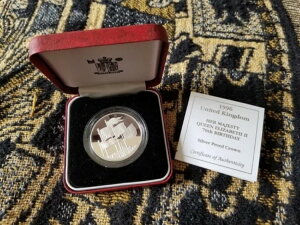 1996
United Kingdom
HER MAJESTY
QUEEN ELIZABETH II
70th BIRTHDAY
Silver Proof Crown
Certificate of Authenticity